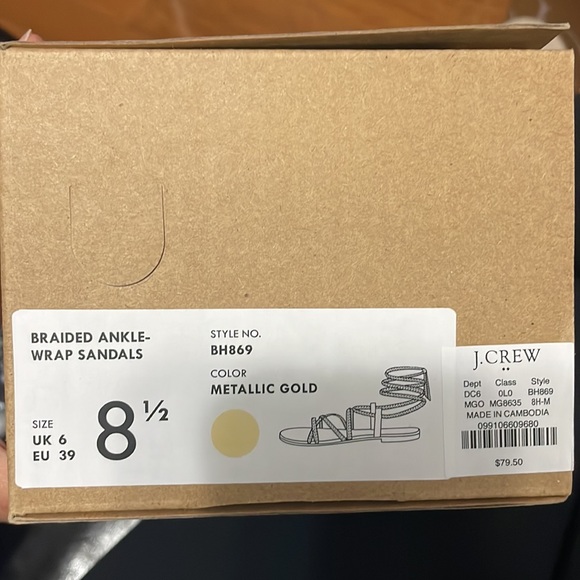 BRAIDED ANKLE-
WRAP SANDALS
STYLE NO.
BH869
COLOR
METALLIC GOLD
SIZE
UK 6
EU 39
8 ½
J.CREW
Dept Class Style
DC6 0L0 BH869
MGO MG8635 8H-M
MADE IN CAMBODIA
099106609680
$79.50